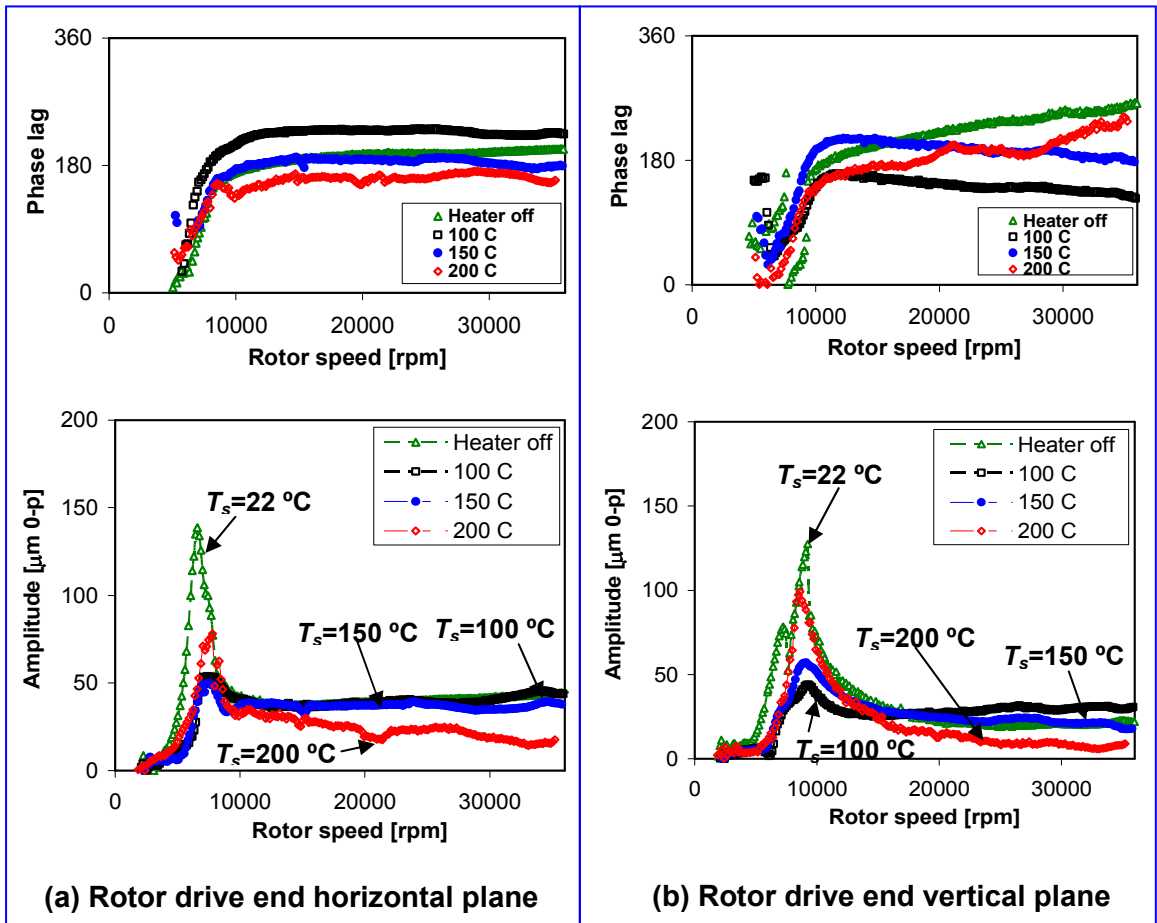 360
180
0
Phase lag
0
10000
20000
30000
Rotor speed [rpm]
Heater off
100 C
150 C
200 C
200
150
100
50
0
Amplitude [μm 0-p]
0
10000
20000
30000
Rotor speed [rpm]
Heater off
100 C
150 C
200 C
Ts=22 ºC
Ts=150 ºC
Ts=100 ºC
Ts=200 ºC
(a) Rotor drive end horizontal plane
360
180
0
Phase lag
0
10000
20000
30000
Rotor speed [rpm]
Heater off
100 C
150 C
200 C
200
150
100
50
0
Amplitude [μm 0-p]
0
10000
20000
30000
Rotor speed [rpm]
Heater off
100 C
150 C
200 C
Ts=22 ºC
Ts=200 ºC
Ts=150 ºC
Ts=100 ºC
(b) Rotor drive end vertical plane